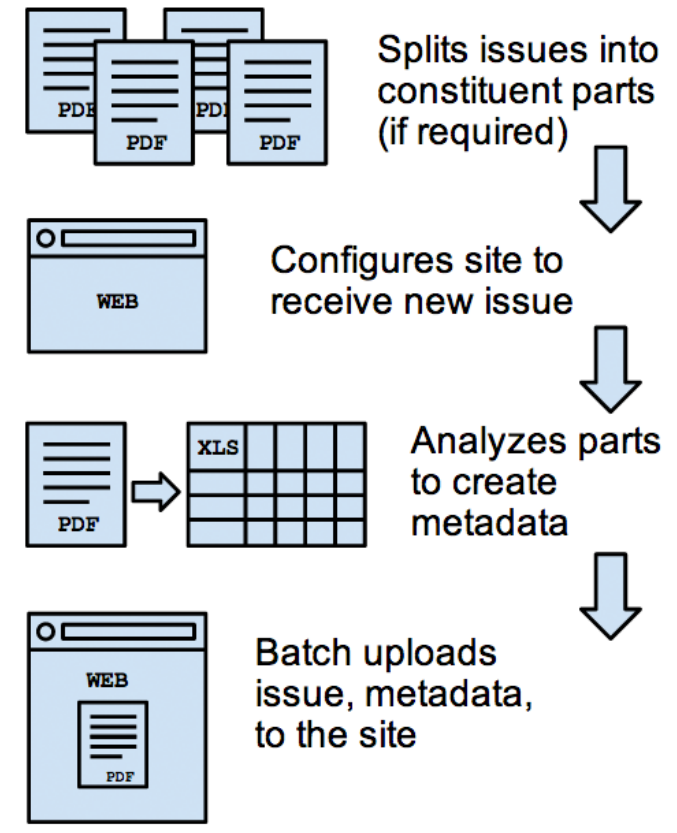 Splits issues into
constituent parts
(if required)
PDF
PDF
PDF
PDF
Configures site to
receive new issue
WEB
Analyzes parts
to create
metadata
XLS
PDF
Batch uploads
issue, metadata,
to the site
WEB
PDF